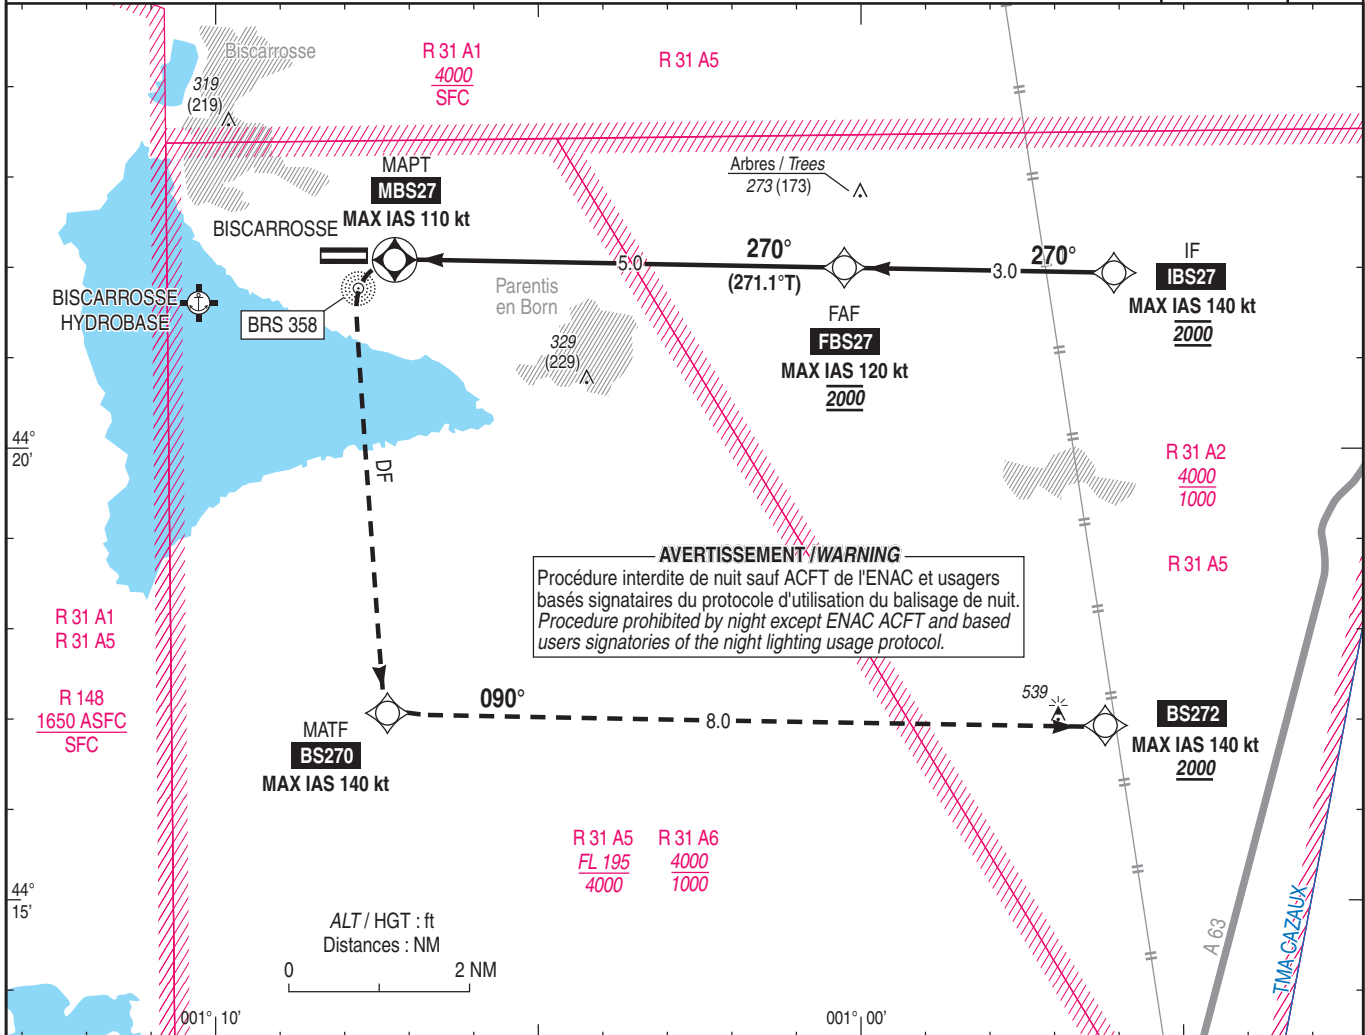 Biscarrosse
319
(219)
R 31 A1
4000
SFC
R 31 A5
Arbres / Trees
273 (173)
MAPT
MBS27
MAX IAS 110 kt
BISCARROSSE
270°
(271.1°T)
5.0
3.0
270°
IF
IBS27
MAX IAS 140 kt
2000
BISCARROSSE
HYDROBASE
BRS 358
Parentis
en Born
329
(229)
FAF
FBS27
MAX IAS 120 kt
2000
44°
20'
DF
R 31 A2
4000
1000
R 31 A5
AVERTISSEMENT / WARNING
Procédure interdite de nuit sauf ACFT de l'ENAC et usagers
basés signataires du protocole d'utilisation du balisage de nuit.
Procedure prohibited by night except ENAC ACFT and based
users signatories of the night lighting usage protocol.
R 31 A1
R 31 A5
R 148
1650 ASFC
SFC
MATF
BS270
MAX IAS 140 kt
090°
8.0
539
BS272
MAX IAS 140 kt
2000
R 31 A5
FL 195
4000
R 31 A6
4000
1000
44°
15'
ALT / HGT : ft
Distances : NM
0
2 NM
A 63
TMA CAZAUX
001° 10'
001° 00'